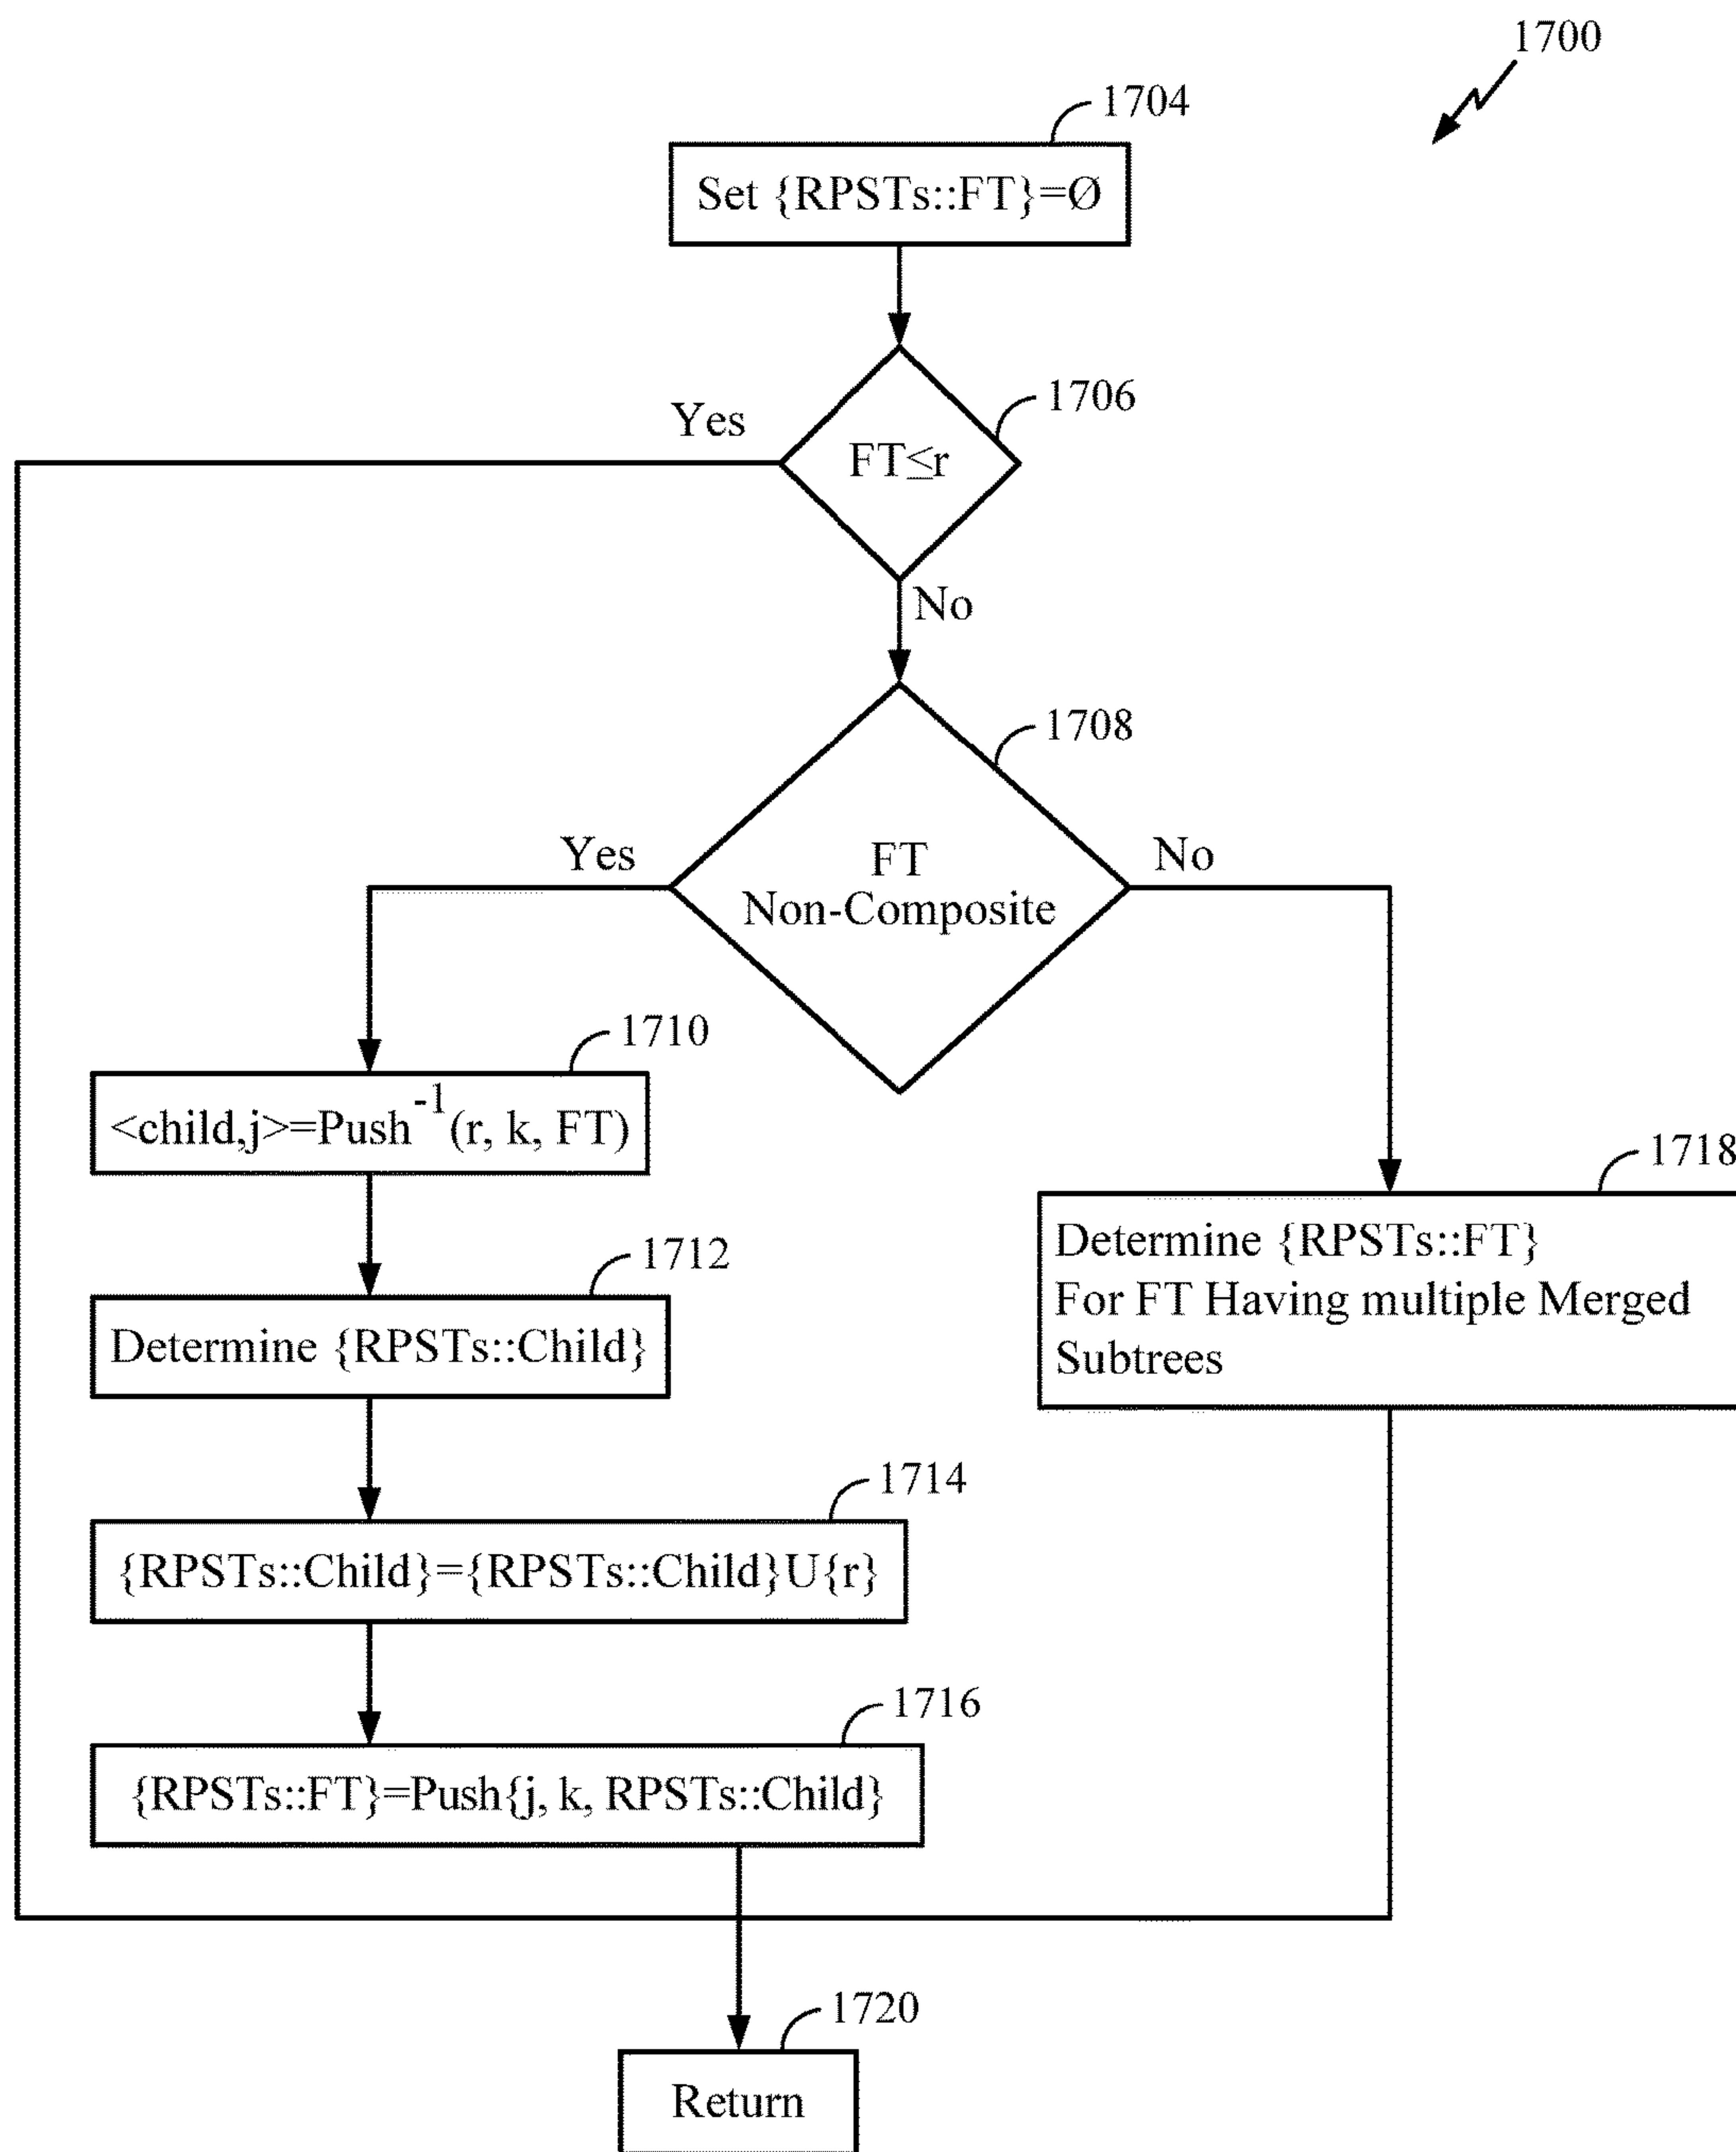 1700
1704
Set {RPSTs::FT}=Ø
1706
Yes
FT≤r
No
1708
Yes
FT
Non-Composite
No
1710
<child,j>=Push-1(r, k, FT)
1718
Determine {RPSTs::FT}
For FT Having multiple Merged
Subtrees
1712
Determine {RPSTs::Child}
1714
{RPSTs::Child}={RPSTs::Child}U{r}
1716
{RPSTs::FT}=Push{j, k, RPSTs::Child}
1720
Return